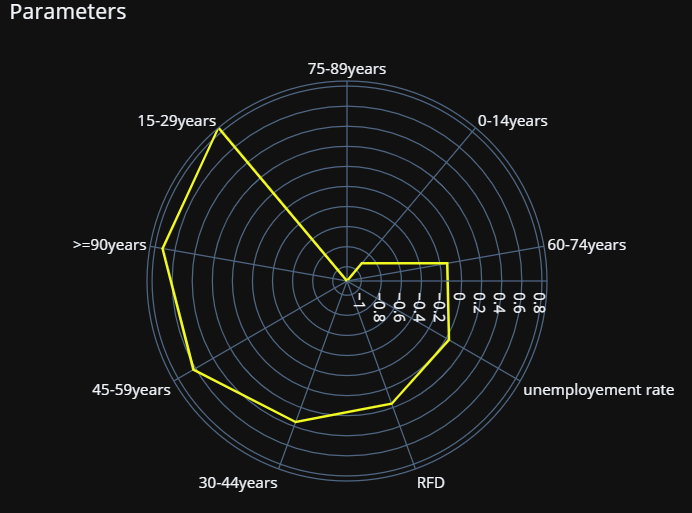 Parameters
75-89years
15-29years
0-14years
>=90years
60-74years
−1
−0.8
−0.6
−0.4
−0.2
0
0.2
0.4
0.6
0.8
45-59years
unemployement rate
30-44years
RFD